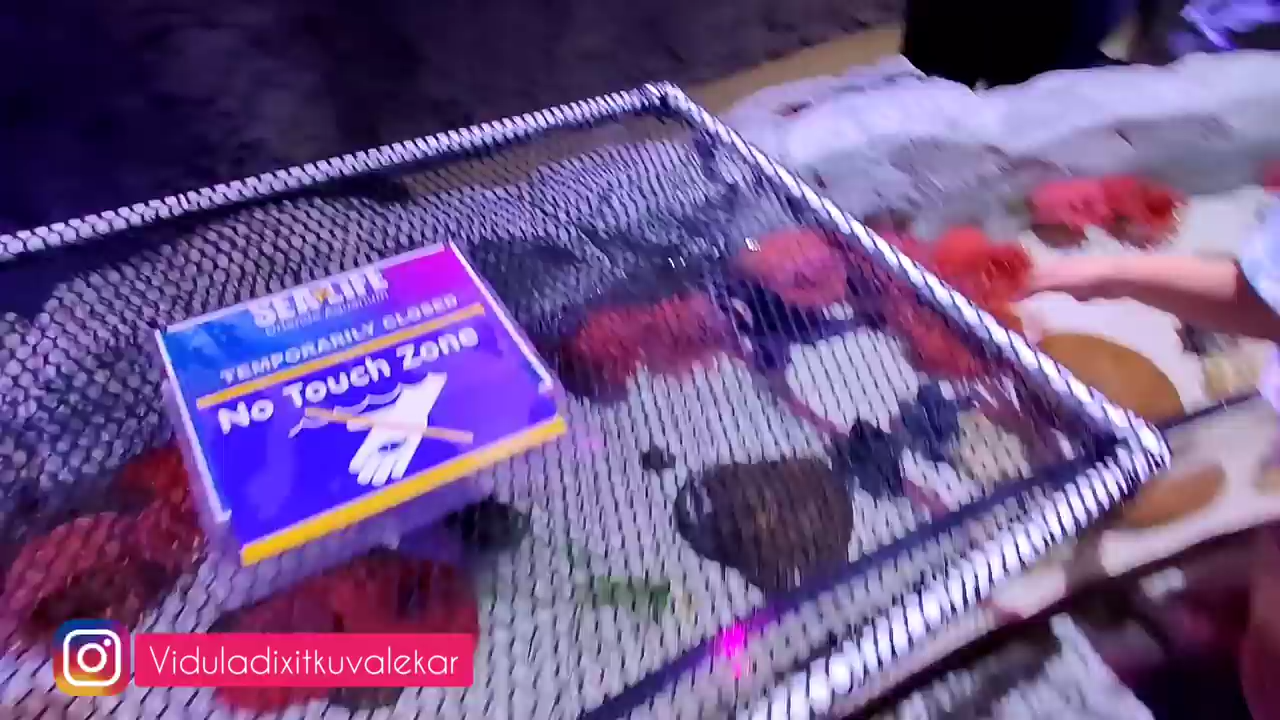 SEA LIFE
TEMPORARILY CLOSED
No Touch Zone
Viduladixitkuvalekar